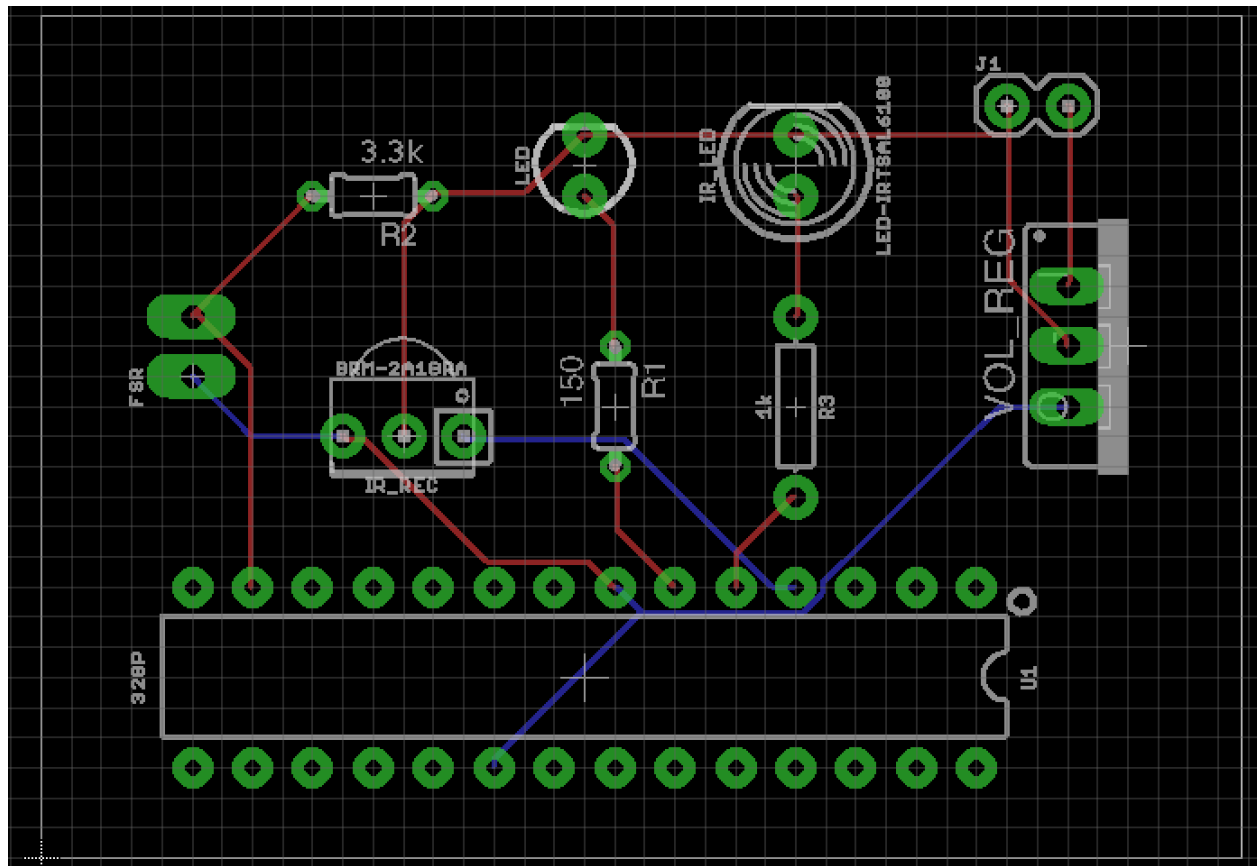 J1
3.3k
R2
LED
IR_LED
LED-IRTSAL6100
VOL_REG
FSR
BRM-2A18RA
IR_REC
150
R1
1k
R3
328P
U1